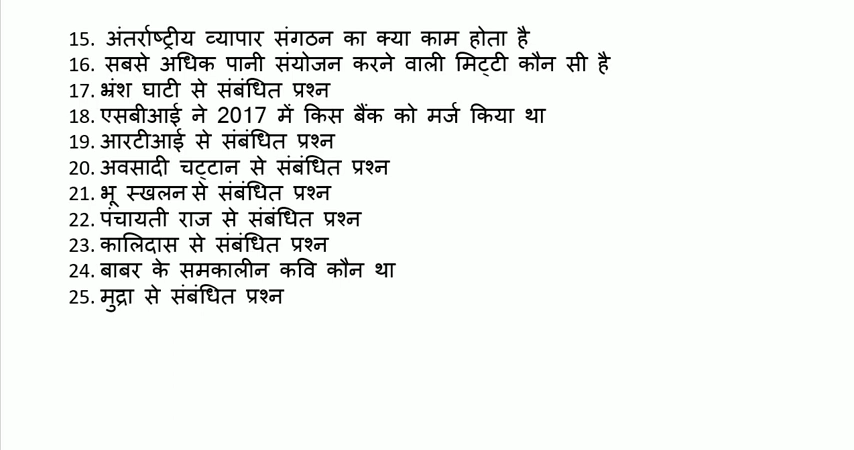 15. अंतर्राष्ट्रीय व्यापार संगठन का क्या काम होता है
16. सबसे अधिक पानी संयोजन करने वाली मिट्टी कौन सी है
17. भ्रंश घाटी से संबंधित प्रश्न
18. एसबीआई ने 2017 में किस बैंक को मर्ज किया था
19. आरटीआई से संबंधित प्रश्न
20. अवसादी चट्टान से संबंधित प्रश्न
21. भू स्खलन से संबंधित प्रश्न
22. पंचायती राज से संबंधित प्रश्न
23. कालिदास से संबंधित प्रश्न
24. बाबर के समकालीन कवि कौन था
25. मुद्रा से संबंधित प्रश्न